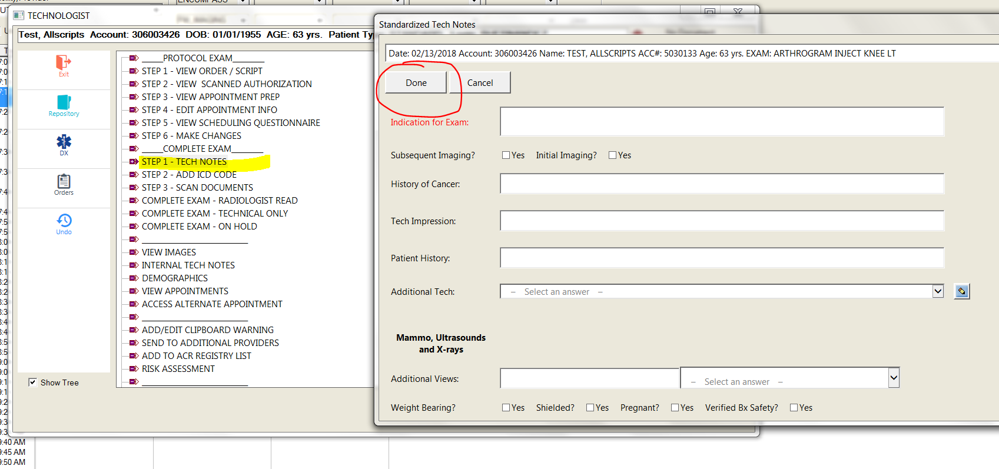 ENCOMPASS
TECHNOLOGIST
Test, Allscripts Account: 306003426 DOB: 01/01/1955 AGE: 63 yrs. Patient Ty
Exit
Repository
DX
Orders
Undo
Show Tree
_____PROTOCOL EXAM________
STEP 1 - VIEW ORDER / SCRIPT
STEP 2 - VIEW  SCANNED AUTHORIZATION
STEP 3 - VIEW APPOINTMENT PREP
STEP 4 - EDIT APPOINTMENT INFO
STEP 5 - VIEW SCHEDULING QUESTIONNAIRE
STEP 6 - MAKE CHANGES
_____COMPLETE EXAM________
STEP 1 - TECH NOTES
STEP 2 - ADD ICD CODE
STEP 3 - SCAN DOCUMENTS
COMPLETE EXAM - RADIOLOGIST READ
COMPLETE EXAM - TECHNICAL ONLY
COMPLETE EXAM - ON HOLD
VIEW IMAGES
INTERNAL TECH NOTES
DEMOGRAPHICS
VIEW APPOINTMENTS
ACCESS ALTERNATE APPOINTMENT
ADD/EDIT CLIPBOARD WARNING
SEND TO ADDITIONAL PROVIDERS
ADD TO ACR REGISTRY LIST
RISK ASSESSMENT
Standardized Tech Notes
Date: 02/13/2018 Account: 306003426 Name: TEST, ALLSCRIPTS ACC#: 5030133 Age: 63 yrs. EXAM: ARTHROGRAM INJECT KNEE LT
Done Cancel
Indication for Exam:
Subsequent Imaging? Yes Initial Imaging? Yes
History of Cancer:
Tech Impression:
Patient History:
Additional Tech: – Select an answer –
Mammo, Ultrasounds
and X-rays
Additional Views: – Select an answer –
Weight Bearing? Yes Shielded? Yes Pregnant? Yes Verified Bx Safety? Yes
9:40 AM
9:45 AM
9:50 AM